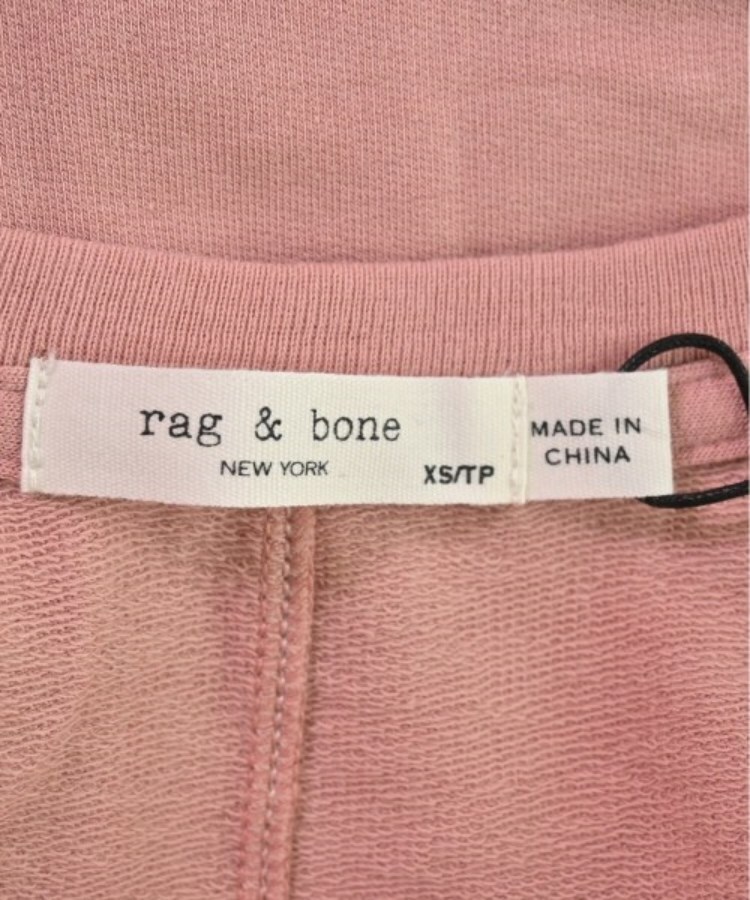 rag & bone
NEW YORK
XS/TP
MADE IN
CHINA